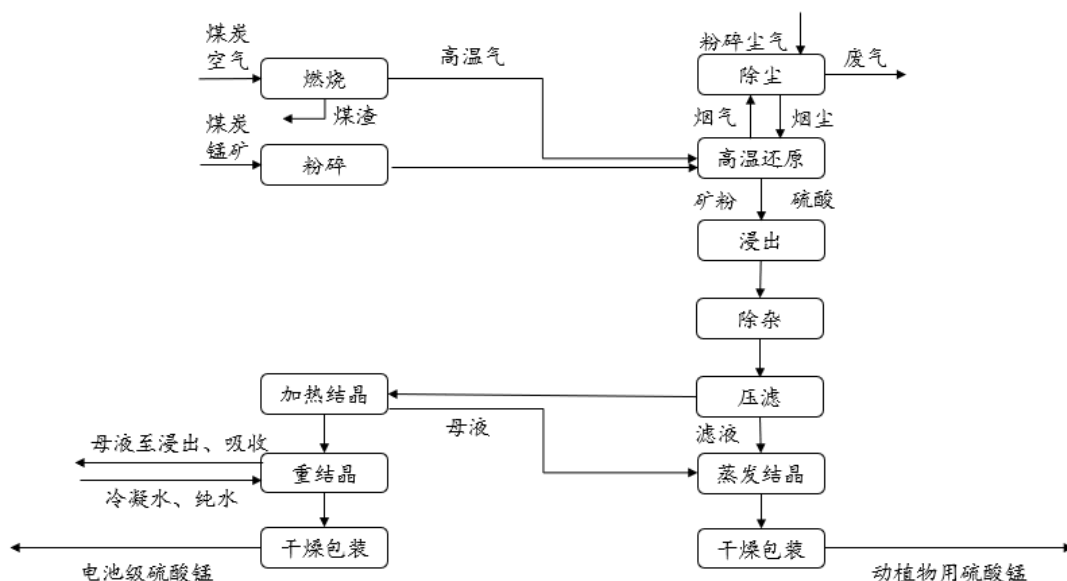 煤炭
空气
燃烧
高温气
粉碎尘气
除尘
废气
煤渣
烟气
烟尘
煤炭
锰矿
粉碎
高温还原
矿粉
硫酸
浸出
除杂
加热结晶
压滤
母液
滤液
母液至浸出、吸收
重结晶
冷凝水、纯水
蒸发结晶
干燥包装
干燥包装
电池级硫酸锰
动植物用硫酸锰